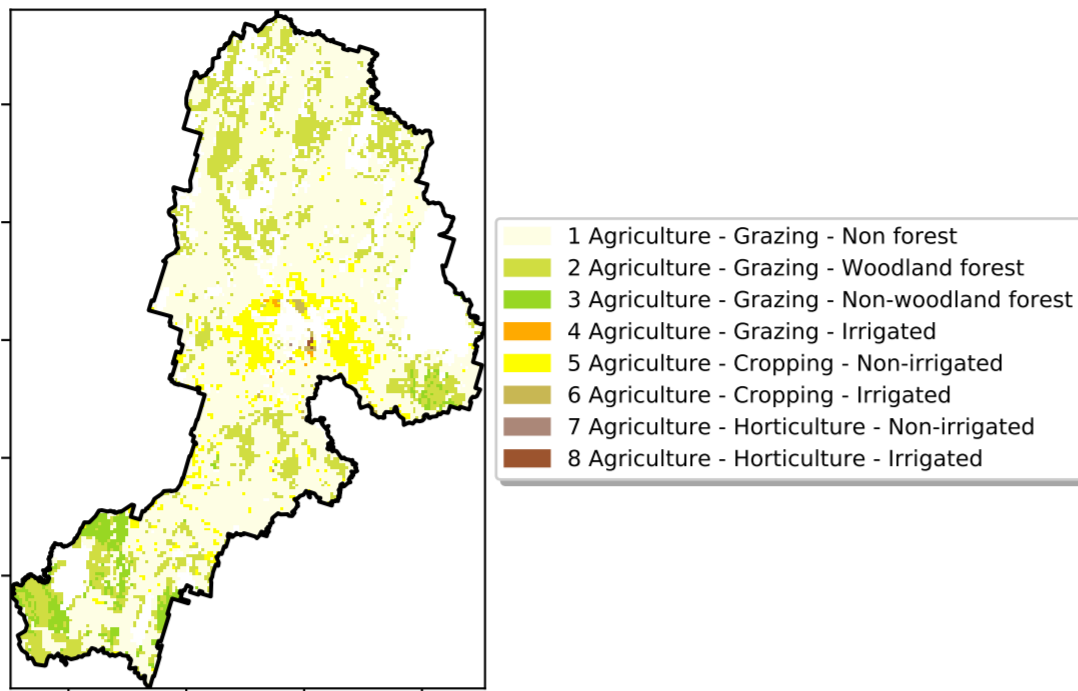 1 Agriculture - Grazing - Non forest
2 Agriculture - Grazing - Woodland forest
3 Agriculture - Grazing - Non-woodland forest
4 Agriculture - Grazing - Irrigated
5 Agriculture - Cropping - Non-irrigated
6 Agriculture - Cropping - Irrigated
7 Agriculture - Horticulture - Non-irrigated
8 Agriculture - Horticulture - Irrigated